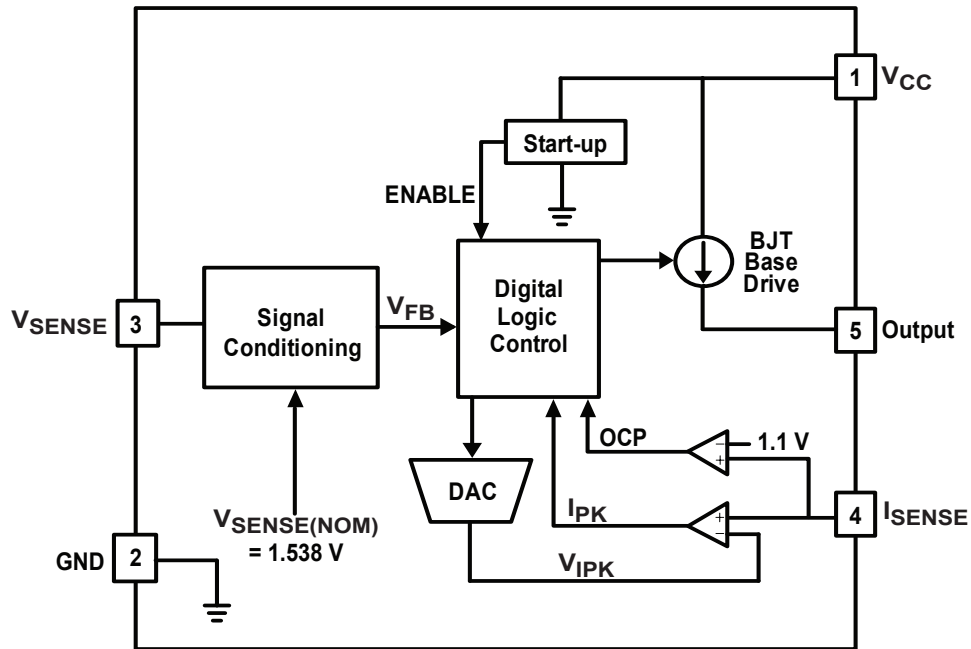 1
VCC
Start-up
ENABLE
BJT
Base
Drive
Digital
Logic
Control
VSENSE
3
Signal
Conditioning
VFB
5
Output
OCP
-
+
1.1 V
DAC
IPK
+
-
4
ISENSE
VSENSE(NOM)
= 1.538 V
VIPK
GND
2